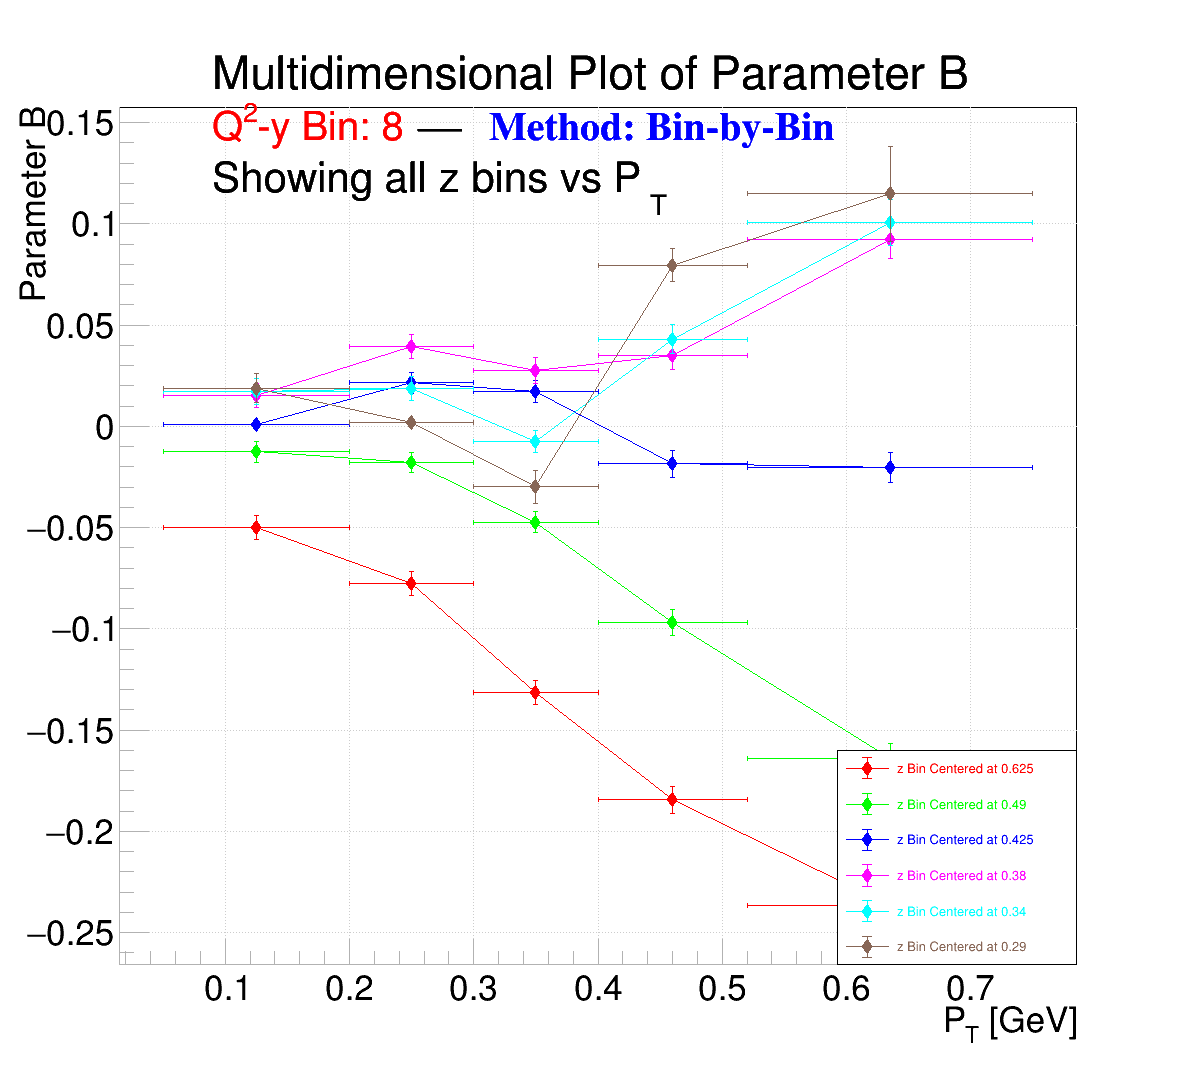 Multidimensional Plot of Parameter B
Q²-y Bin: 8 — Method: Bin-by-Bin
Showing all z bins vs P_T
Parameter B
0.15
0.1
0.05
0
−0.05
−0.1
−0.15
−0.2
−0.25
z Bin Centered at 0.625
z Bin Centered at 0.49
z Bin Centered at 0.425
z Bin Centered at 0.38
z Bin Centered at 0.34
z Bin Centered at 0.29
0.1 0.2 0.3 0.4 0.5 0.6 0.7
P_T [GeV]